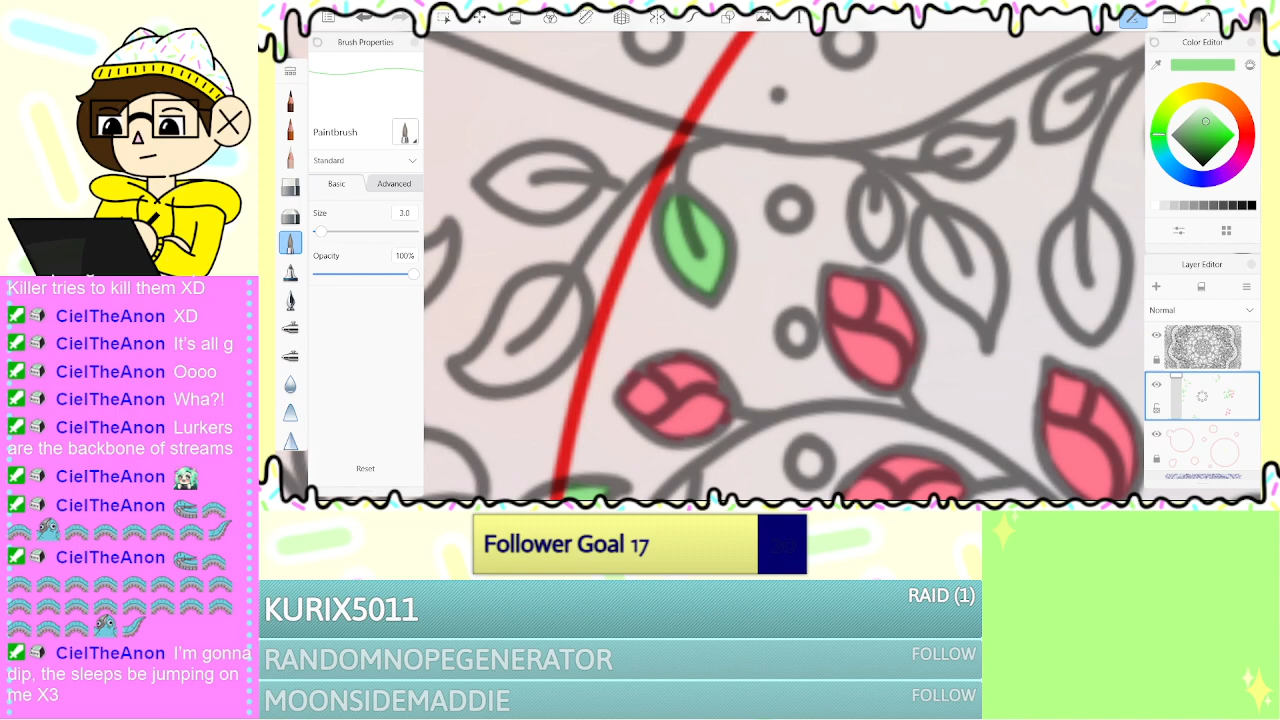 Killer tries to kill them XD
CielTheAnon XD
CielTheAnon It's all g
CielTheAnon Oooo
CielTheAnon Wha?!
CielTheAnon Lurkers
are the backbone of streams
CielTheAnon
CielTheAnon
CielTheAnon
CielTheAnon I'm gonna
dip, the sleeps be jumping on
me X3
Brush Properties
Paintbrush
Standard
Basic
Advanced
Size
3.0
Opacity
100%
Reset
Color Editor
Layer Editor
Normal
Follower Goal 17
KURIX5011
RAID (1)
RANDOMNOPEGENERATOR
FOLLOW
MOONSIDEMADDIE
FOLLOW